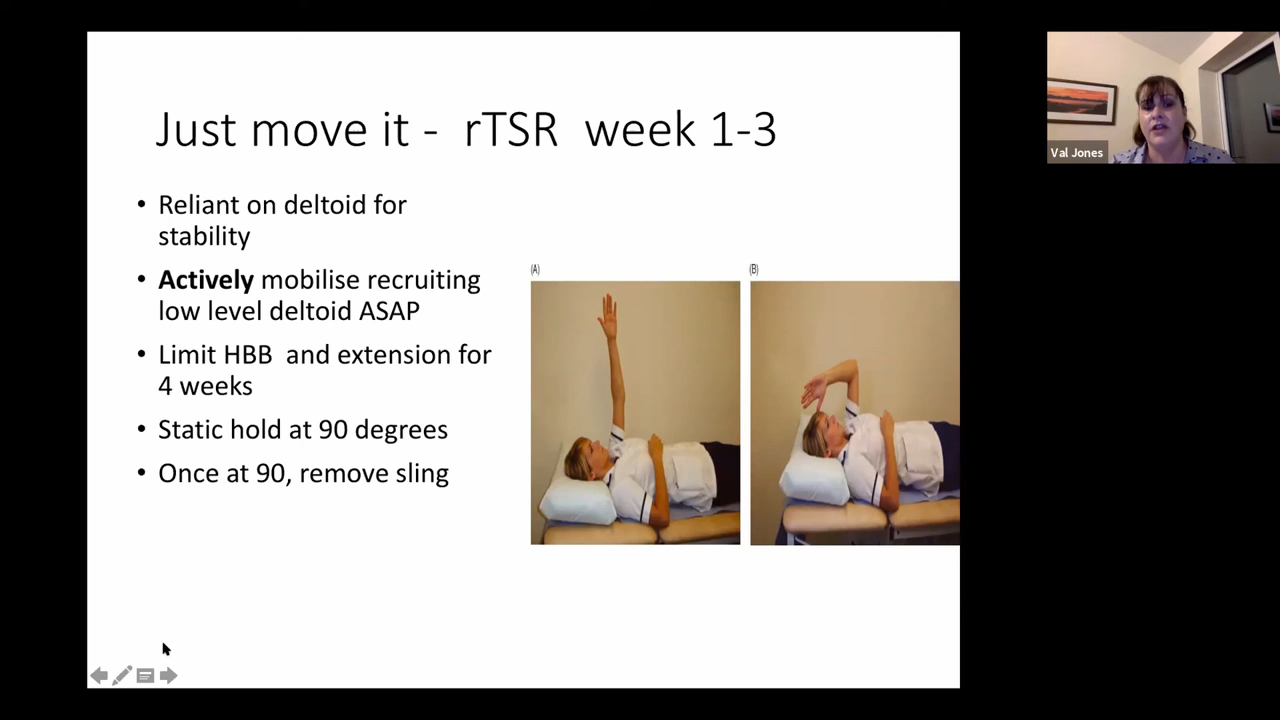 Just move it - rTSR week 1-3
• Reliant on deltoid for
stability
• Actively mobilise recruiting
low level deltoid ASAP
• Limit HBB and extension for
4 weeks
• Static hold at 90 degrees
• Once at 90, remove sling
(A)
(B)
Val Jones